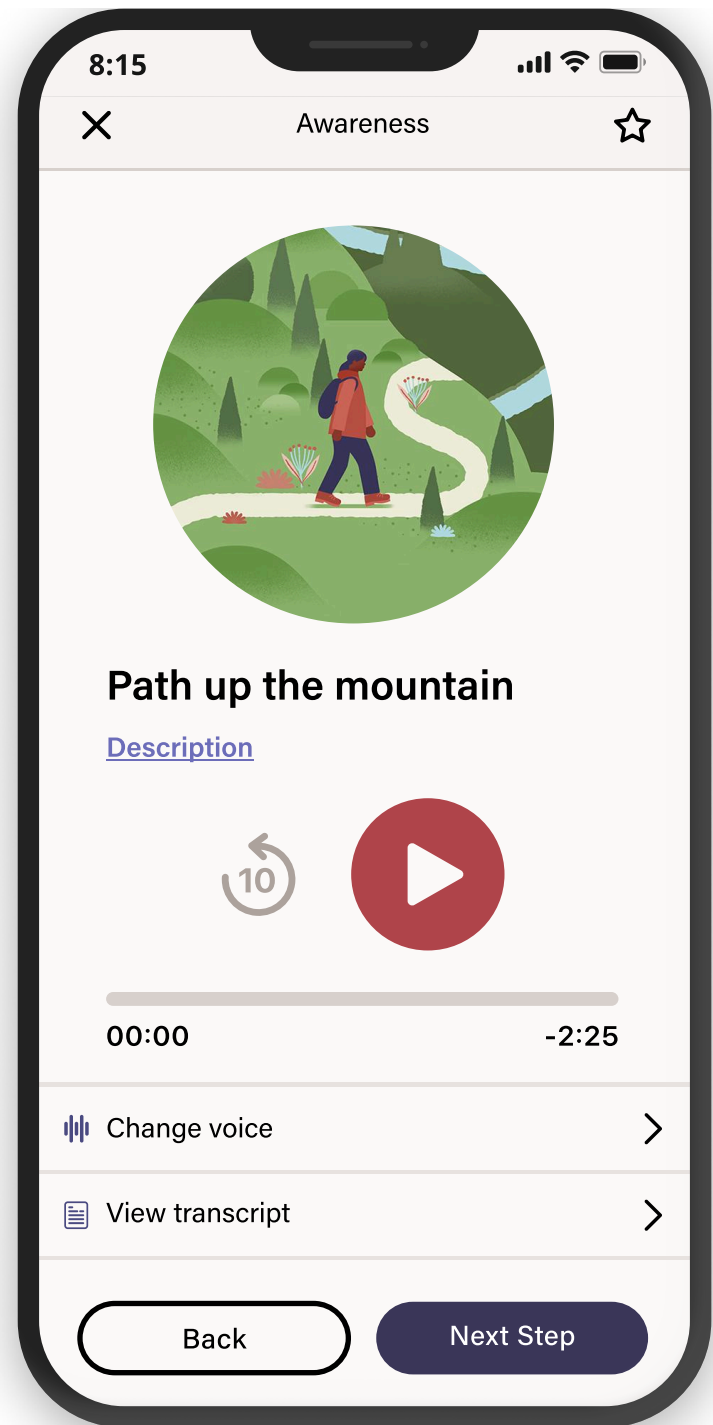 8:15
Awareness
Path up the mountain
Description
10
00:00 -2:25
Change voice
View transcript
Back Next Step